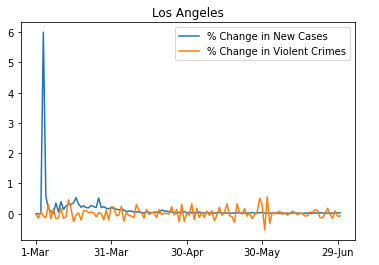 Los Angeles
% Change in New Cases
% Change in Violent Crimes
6
5
4
3
2
1
0
1-Mar 31-Mar 30-Apr 30-May 29-Jun